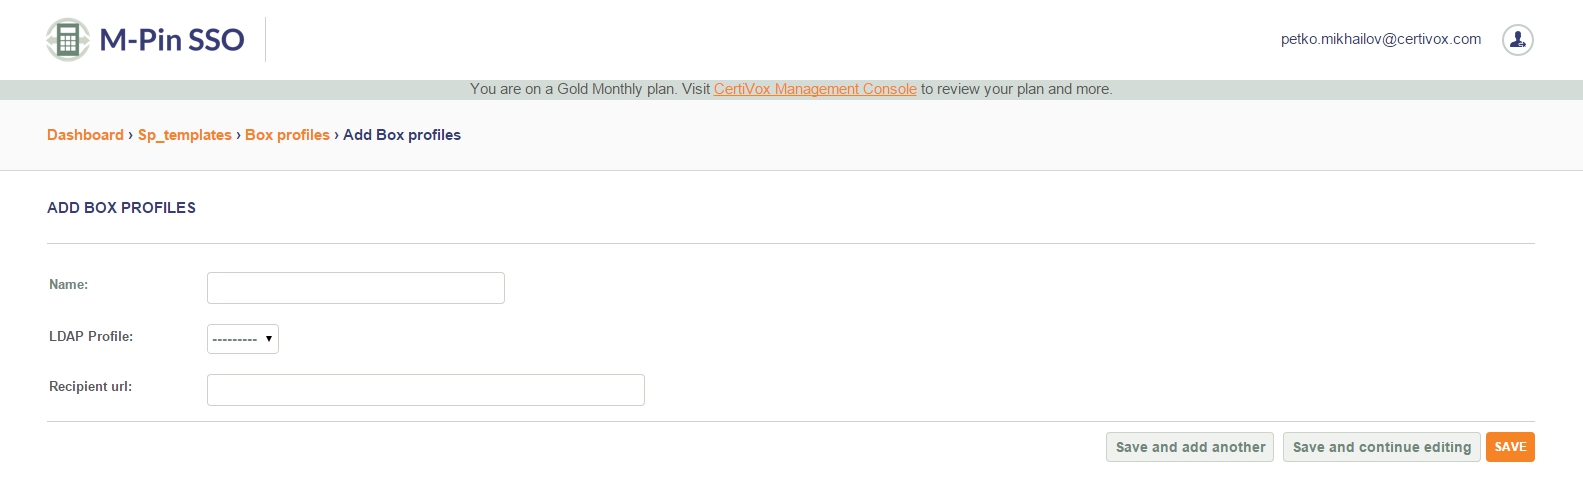 M-Pin SSO
petko.mikhailov@certivox.com
You are on a Gold Monthly plan. Visit CertiVox Management Console to review your plan and more.
Dashboard › Sp_templates › Box profiles › Add Box profiles
ADD BOX PROFILES
Name:
LDAP Profile: ---------
Recipient url:
Save and add another Save and continue editing SAVE